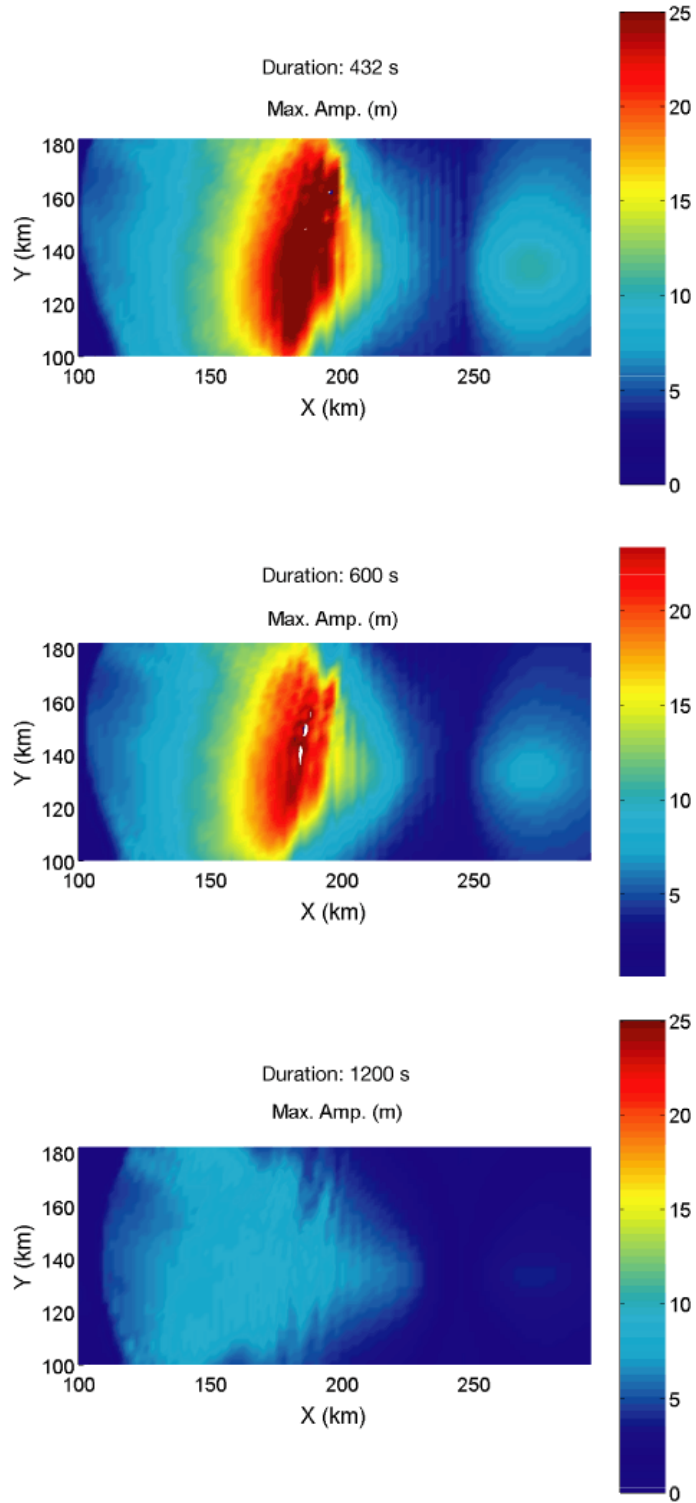 25
Duration: 432 s
20
Max. Amp. (m)
180
160
15
Y (km)
140
120
10
100
100 150 200 250
X (km)
5
0
Duration: 600 s
20
Max. Amp. (m)
180
160
15
Y (km)
140
120
10
100
100 150 200 250
5
X (km)
25
Duration: 1200 s
Max. Amp. (m)
20
180
160
15
Y (km)
140
120
10
100
100 150 200 250
X (km)
5
0